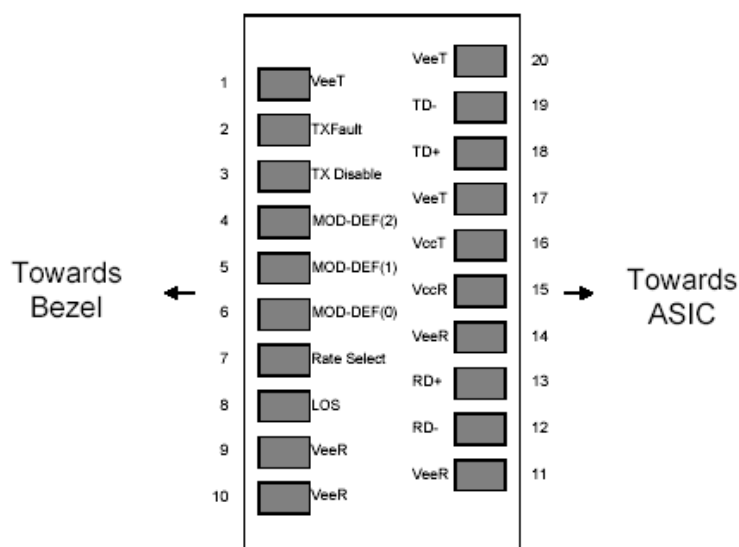 1 VeeT
2 TXFault
3 TX Disable
4 MOD-DEF(2)
5 MOD-DEF(1)
6 MOD-DEF(0)
7 Rate Select
8 LOS
9 VeeR
10 VeeR
VeeT 20
TD- 19
TD+ 18
VeeT 17
VccT 16
VccR 15
VeeR 14
RD+ 13
RD- 12
VeeR 11
Towards
Bezel
Towards
ASIC